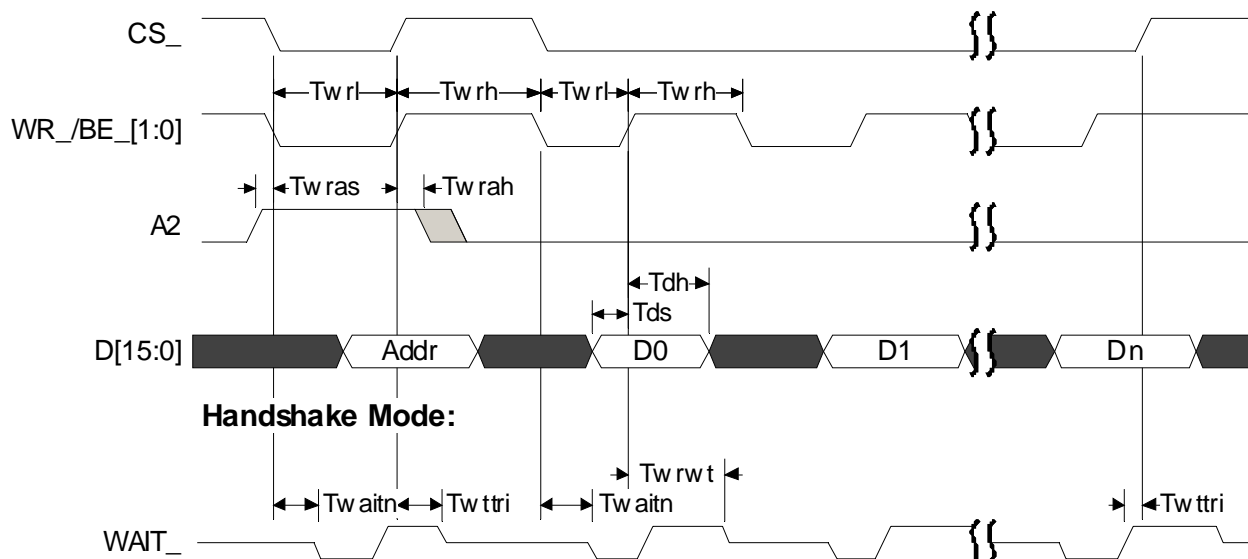 CS_
Twrl Twrh Twrl Twrh
WR_/BE_[1:0]
Twras Twrah
A2
Tdh
Tds
D[15:0] Addr D0 D1 Dn
Handshake Mode:
Twrwt
Twaitn Twttri Twaitn Twttri
WAIT_